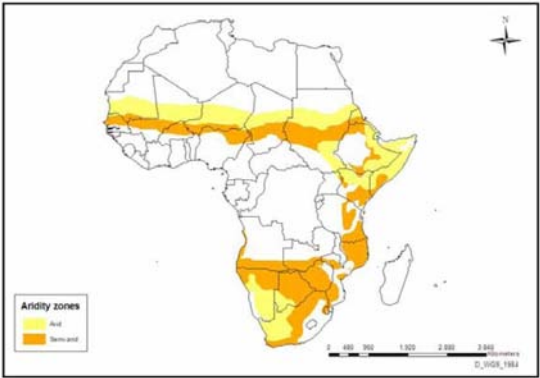 N
Aridity zones
Arid
Semi-arid
0 480 960 1.920 2.880 3.840
Kilometers
D_WGS_1984